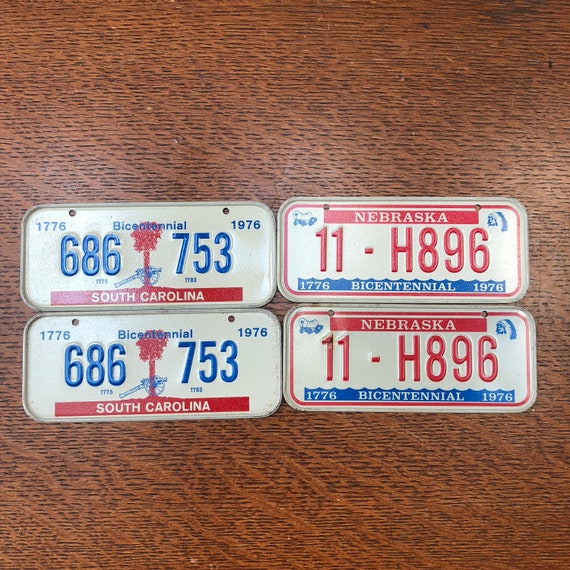 1776 Bicentennial 1976
686 753
1776 1783
SOUTH CAROLINA
NEBRASKA
11 - H896
1776 BICENTENNIAL 1976
1776 Bicentennial 1976
686 753
1776 1783
SOUTH CAROLINA
NEBRASKA
11 - H896
1776 BICENTENNIAL 1976